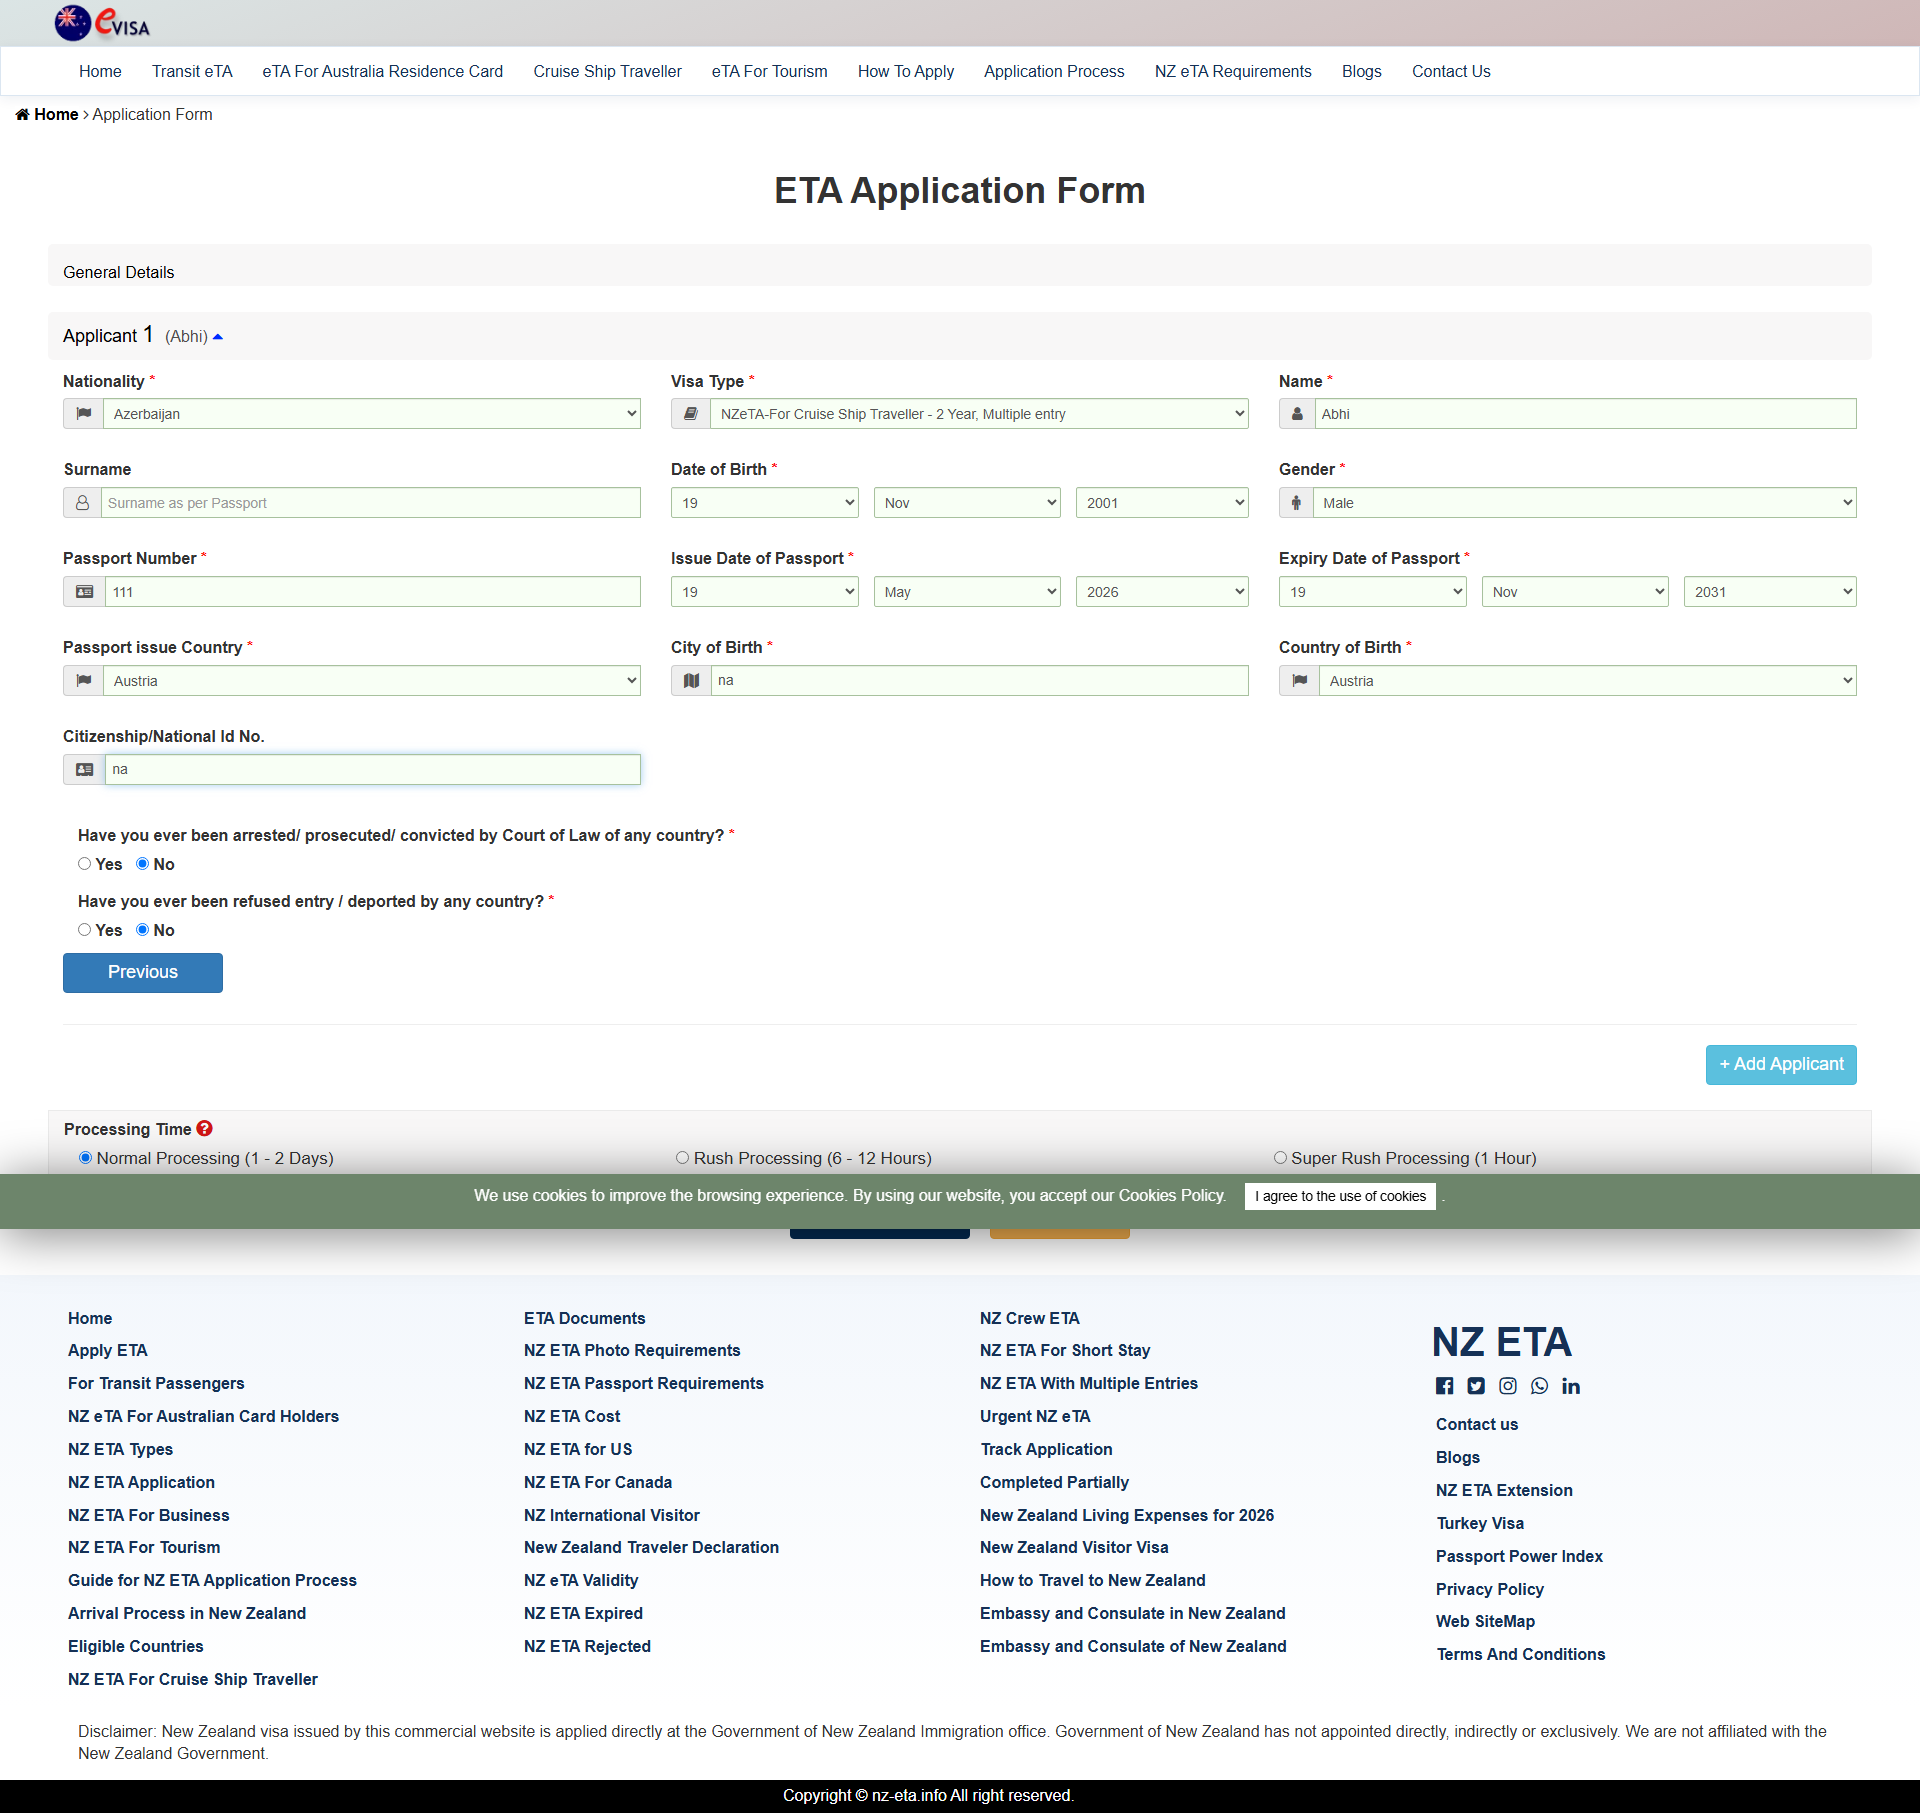 eVISA
Home Transit eTA eTA For Australia Residence Card Cruise Ship Traveller eTA For Tourism How To Apply Application Process NZ eTA Requirements Blogs Contact Us
Home > Application Form
ETA Application Form
General Details
Applicant 1 (Abhi)
Nationality * Visa Type * Name *
Azerbaijan NZeTA-For Cruise Ship Traveller - 2 Year, Multiple entry Abhi
Surname Date of Birth * Gender *
Surname as per Passport 19 Nov 2001 Male
Passport Number * Issue Date of Passport * Expiry Date of Passport *
111 19 May 2026 19 Nov 2031
Passport issue Country * City of Birth * Country of Birth *
Austria na Austria
Citizenship/National Id No.
na
Have you ever been arrested/ prosecuted/ convicted by Court of Law of any country? *
Yes No
Have you ever been refused entry / deported by any country? *
Yes No
Previous
+ Add Applicant
Processing Time ?
Normal Processing (1 - 2 Days) Rush Processing (6 - 12 Hours) Super Rush Processing (1 Hour)
We use cookies to improve the browsing experience. By using our website, you accept our Cookies Policy. I agree to the use of cookies .
Home ETA Documents NZ Crew ETA
NZ ETA
Apply ETA NZ ETA Photo Requirements NZ ETA For Short Stay
For Transit Passengers NZ ETA Passport Requirements NZ ETA With Multiple Entries
NZ eTA For Australian Card Holders NZ ETA Cost Urgent NZ eTA Contact us
NZ ETA Types NZ ETA for US Track Application Blogs
NZ ETA Application NZ ETA For Canada Completed Partially NZ ETA Extension
NZ ETA For Business NZ International Visitor New Zealand Living Expenses for 2026 Turkey Visa
NZ ETA For Tourism New Zealand Traveler Declaration New Zealand Visitor Visa Passport Power Index
Guide for NZ ETA Application Process NZ eTA Validity How to Travel to New Zealand Privacy Policy
Arrival Process in New Zealand NZ ETA Expired Embassy and Consulate in New Zealand Web SiteMap
Eligible Countries NZ ETA Rejected Embassy and Consulate of New Zealand Terms And Conditions
NZ ETA For Cruise Ship Traveller
Disclaimer: New Zealand visa issued by this commercial website is applied directly at the Government of New Zealand Immigration office. Government of New Zealand has not appointed directly, indirectly or exclusively. We are not affiliated with the
New Zealand Government.
Copyright © nz-eta.info All right reserved.